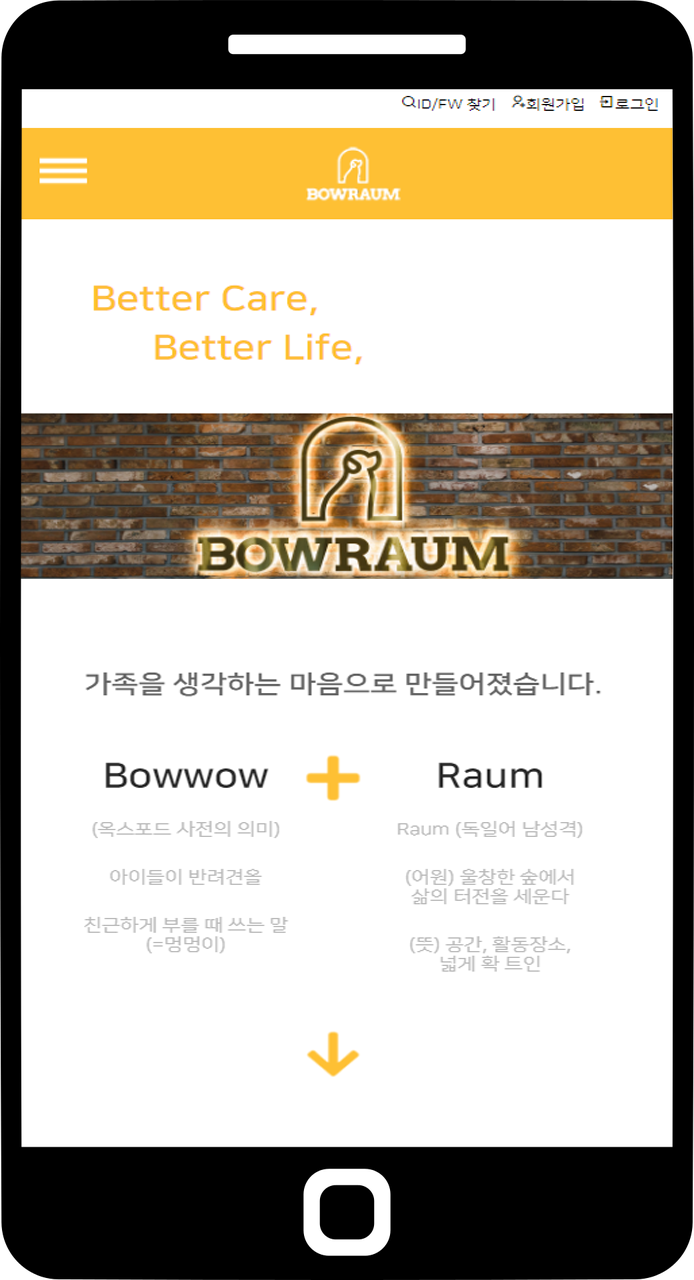 ID/FW 찾기 회원가입 로그인
BOWRAUM
Better Care,
Better Life,
BOWRAUM
가족을 생각하는 마음으로 만들어졌습니다.
Bowwow + Raum
(옥스포드 사전의 의미)
아이들이 반려견올
친근하게 부를 때 쓰는 말
(=멍멍이)
Raum (독일어 남성격)
(어원) 울창한 숲에서
삶의 터전올 세운다
(뜻) 공간, 활동장소,
넓게 확 트인